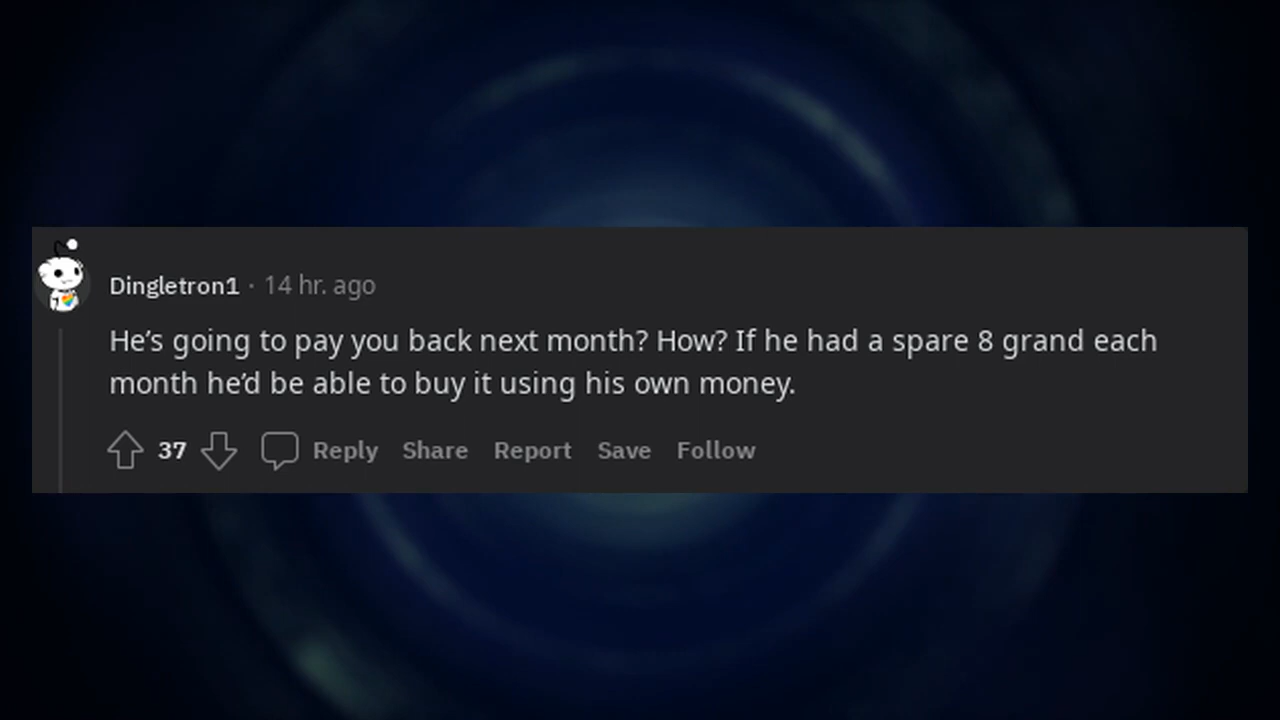 Dingletron1 · 14 hr. ago
He’s going to pay you back next month? How? If he had a spare 8 grand each
month he’d be able to buy it using his own money.
37 Reply Share Report Save Follow